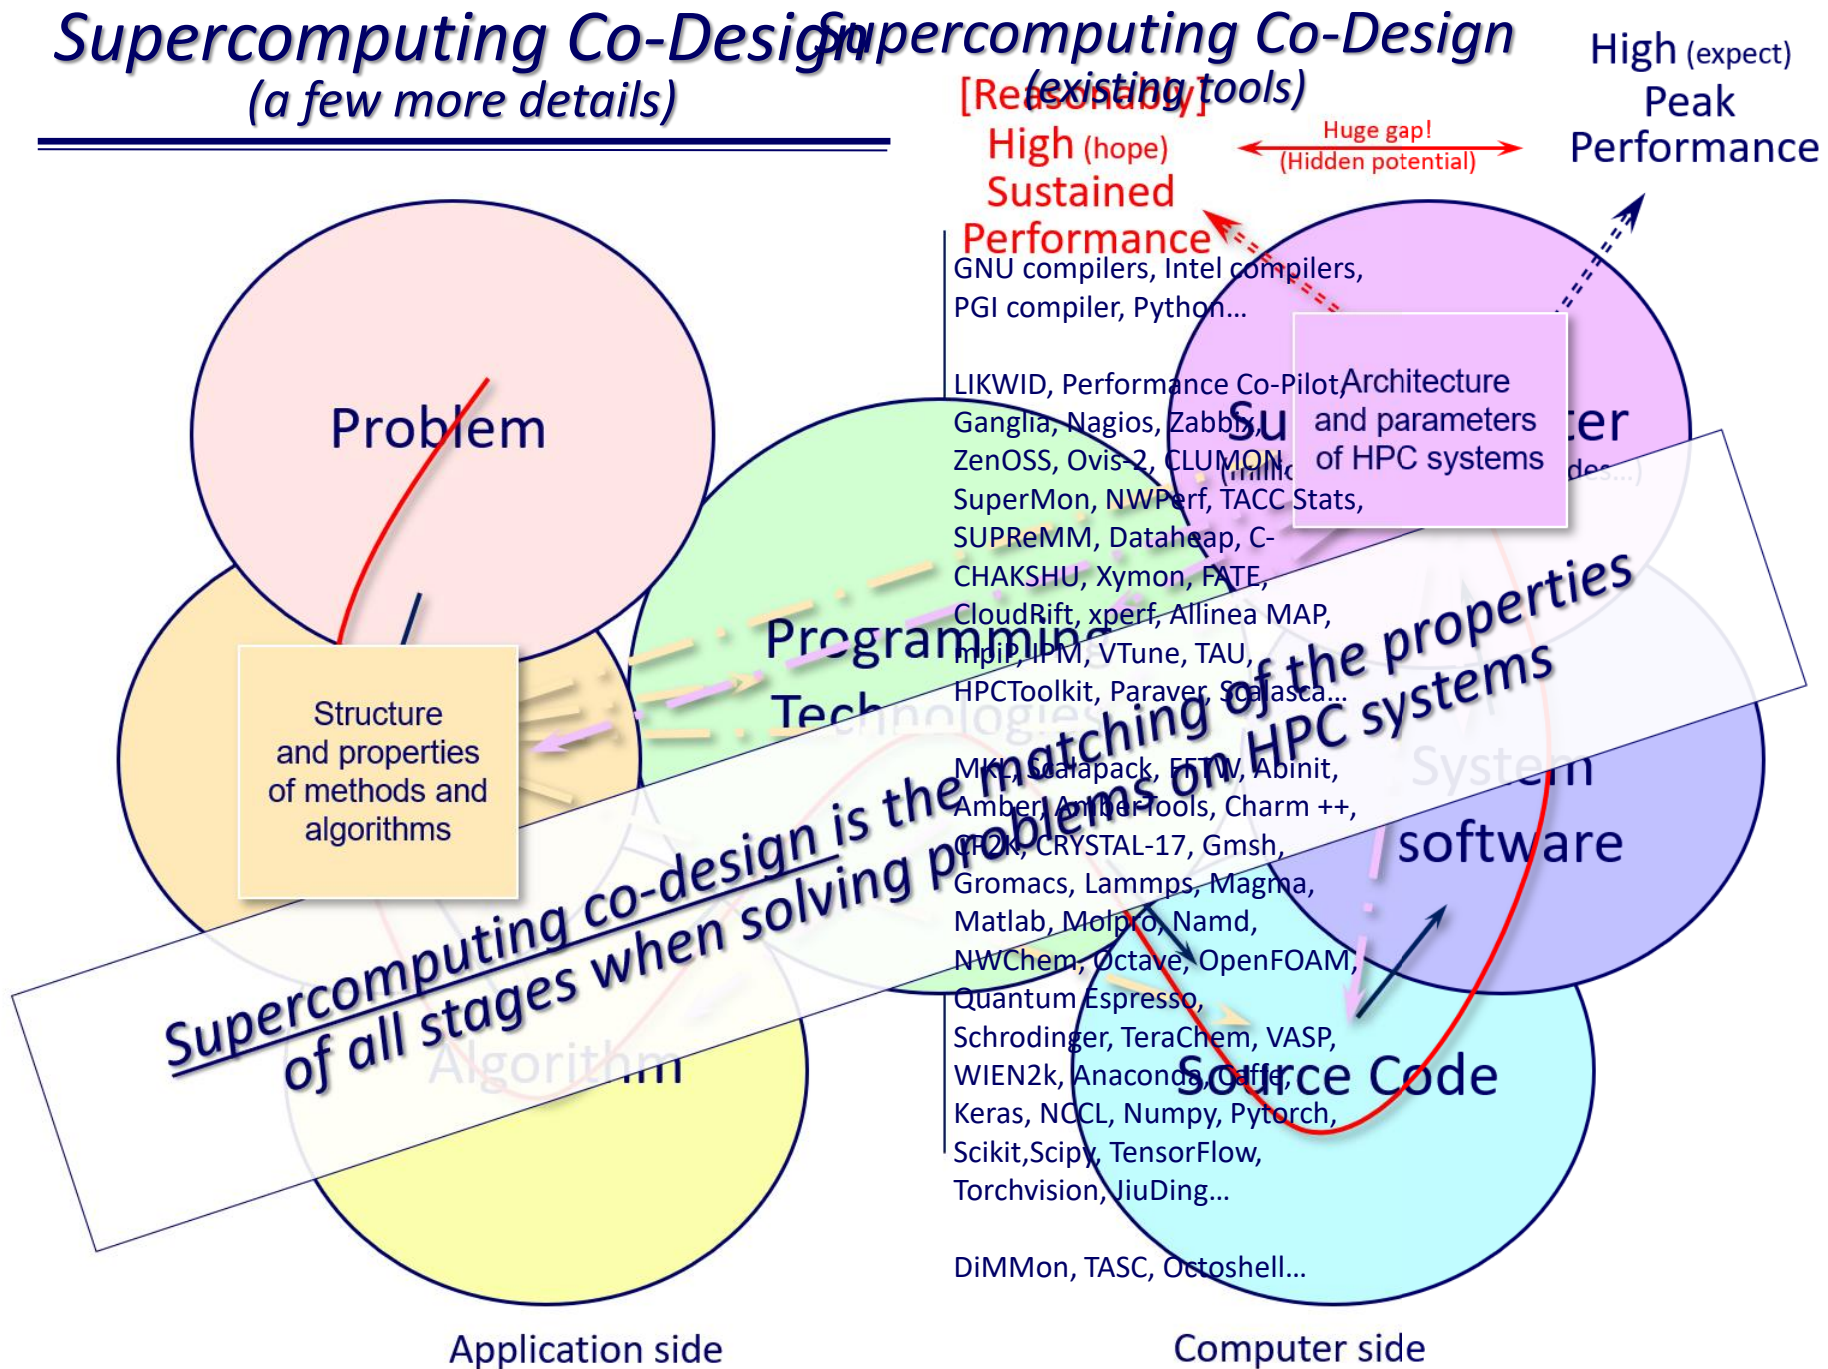 Supercomputing Co-Design
(a few more details)
Supercomputing Co-Design
(existing tools)
[Reasonably]
High (hope)
Sustained
Performance
Huge gap!
(Hidden potential)
High (expect)
Peak
Performance
GNU compilers, Intel compilers,
PGI compiler, Python…
LIKWID, Performance Co-Pilot,
Ganglia, Nagios, Zabbix,
ZenOSS, Ovis-2, CLUMON,
SuperMon, NWPerf, TACC Stats,
SUPReMM, Dataheap, C-
CHAKSHU, Xymon, FATE,
CloudRift, xperf, Allinea MAP,
mpiP, IPM, VTune, TAU,
HPCToolkit, Paraver, Scalasca…
MKL, Scalapack, FFTW, Abinit,
Amber, AmberTools, Charm ++,
CP2K, CRYSTAL-17, Gmsh,
Gromacs, Lammps, Magma,
Matlab, Molpro, Namd,
NWChem, Octave, OpenFOAM,
Quantum Espresso,
Schrodinger, TeraChem, VASP,
WIEN2k, Anaconda, Caffe,
Keras, NCCL, Numpy, Pytorch,
Scikit,Scipy, TensorFlow,
Torchvision, JiuDing…
DiMMon, TASC, Octoshell…
Problem
Architecture
and parameters
of HPC systems
Programming
Technologies
Structure
and properties
of methods and
algorithms
System
software
Supercomputing co-design is the matching of the properties
of all stages when solving problems on HPC systems
Algorithm
Source Code
Application side
Computer side